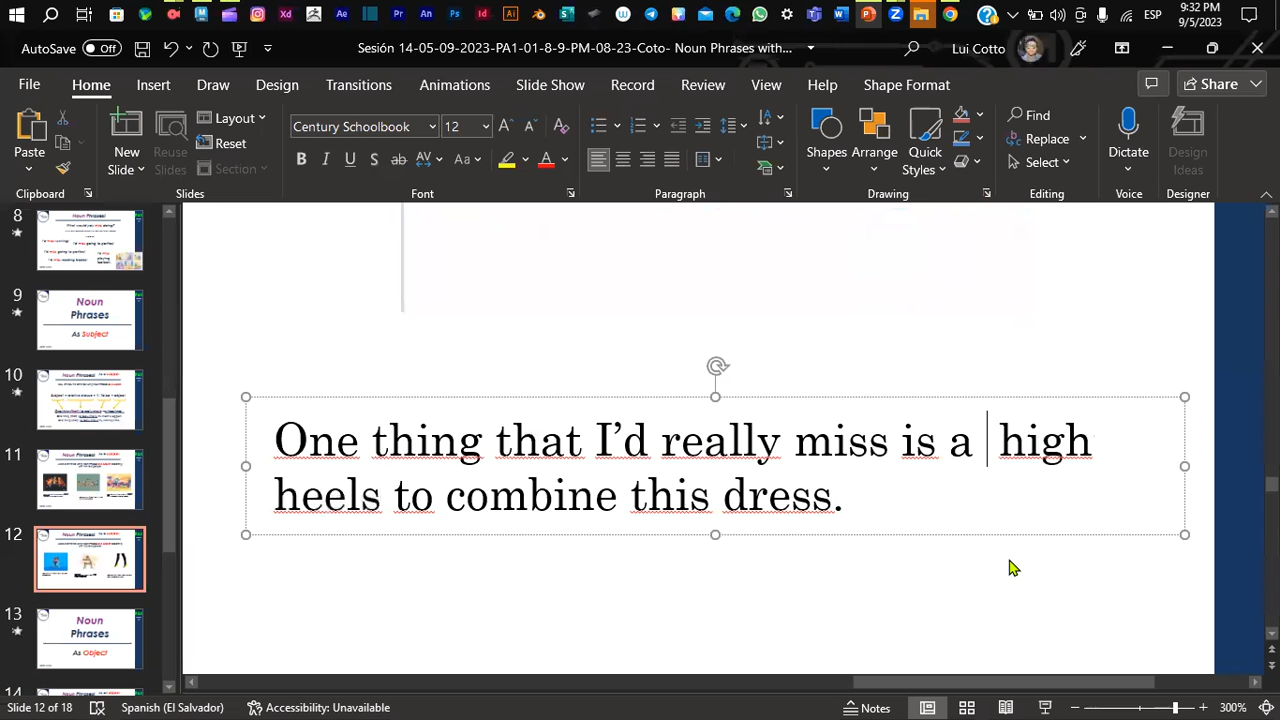 ESP
9:32 PM
9/5/2023
AutoSave Off
Sesión 14-05-09-2023-PA1-01-8-9-PM-08-23-Coto- Noun Phrases with...
Lui Cotto
File Home Insert Draw Design Transitions Animations Slide Show Record Review View Help Shape Format Share
Paste
New Slide
Reuse Slides
Layout
Reset
Section
Century Schoolbook 12
Shapes
Arrange
Quick Styles
Find
Replace
Select
Dictate
Design Ideas
Clipboard Slides Font Paragraph Drawing Editing Voice Designer
8
Noun Phrases!
9
Noun
Phrases
As Subject
10
11
12
13
Noun
Phrases
As Object
14
One thing that I’d really miss is a high
heels to combine this dress.
Slide 12 of 18 Spanish (El Salvador) Accessibility: Unavailable Notes 300%